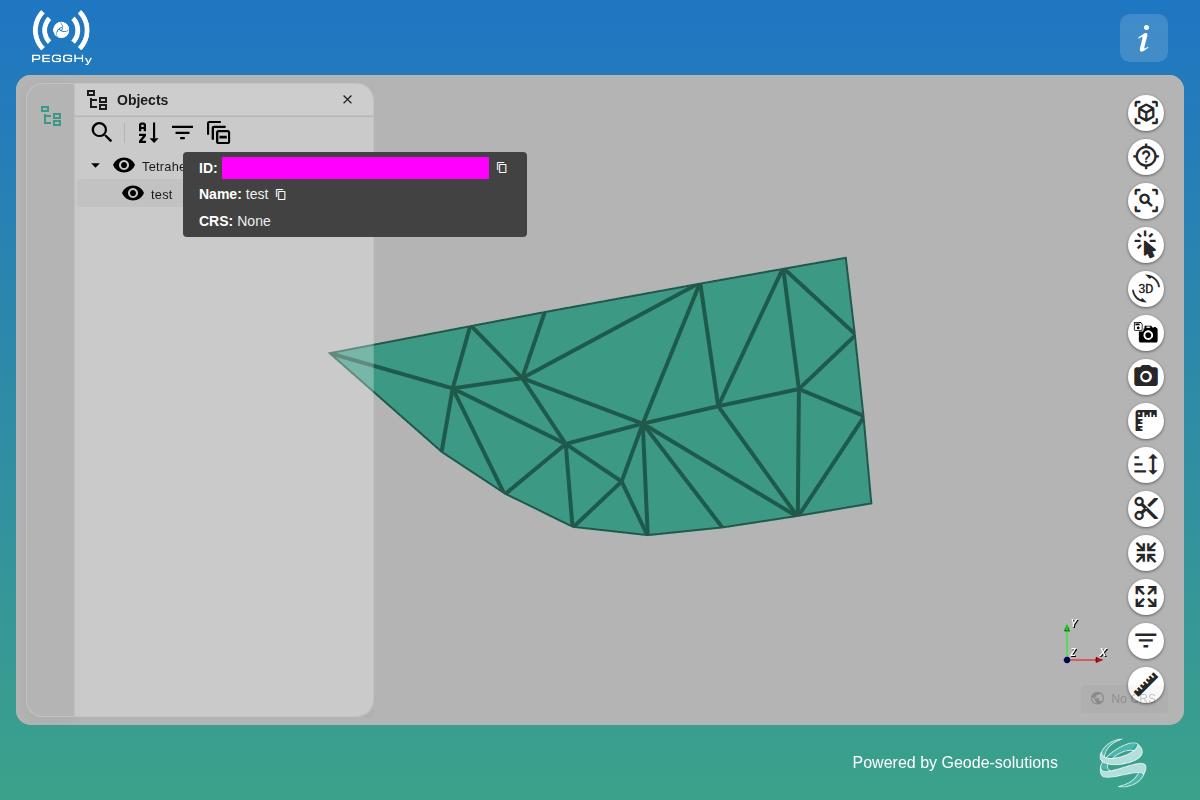 PEGGHy
i
Objects
A
Z
Tetrahe
test
ID:
Name: test
CRS: None
3D
Y
Z X
No CRS
Powered by Geode-solutions